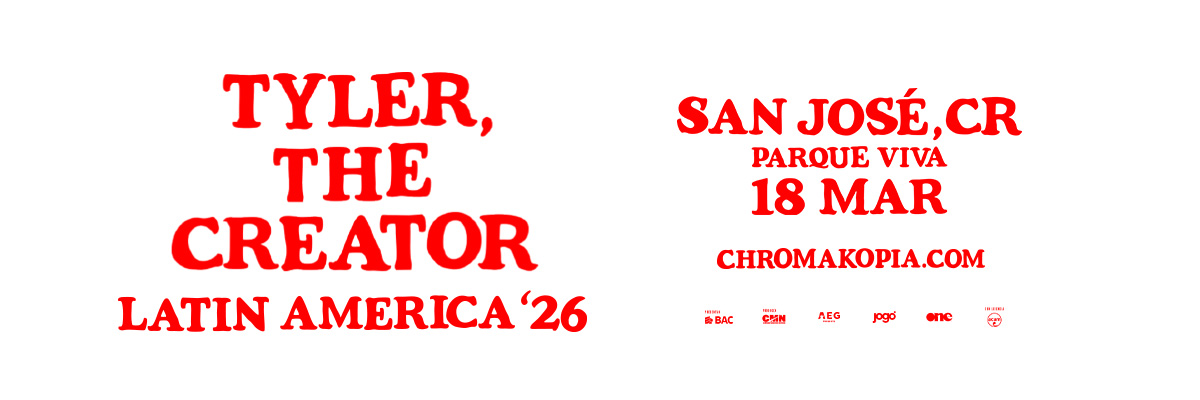 TYLER,
THE
CREATOR
LATIN AMERICA ‘26
SAN JOSÉ, CR
PARQUE VIVA
18 MAR
CHROMAKOPIA.COM
BAC
AEG
jogo
one